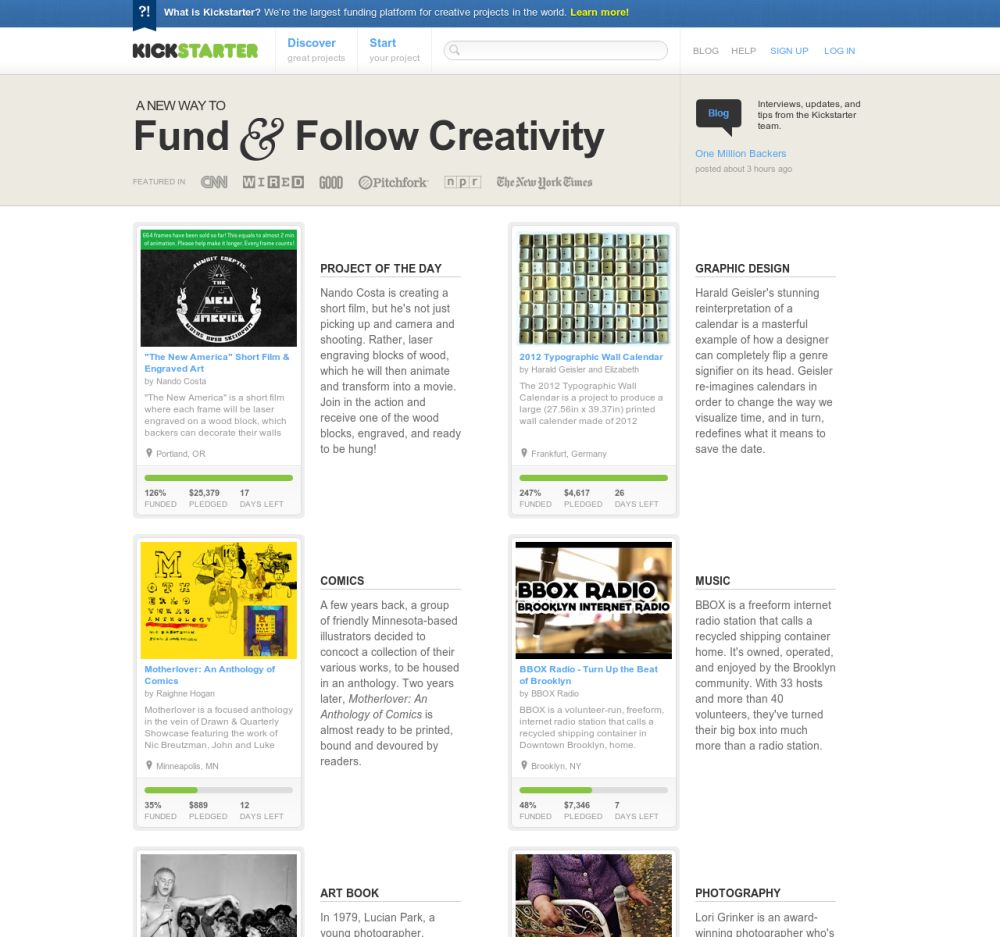 ?! What is Kickstarter? We're the largest funding platform for creative projects in the world. Learn more!
KICKSTARTER
Discover
great projects
Start
your project
BLOG HELP SIGN UP LOG IN
A NEW WAY TO
Fund & Follow Creativity
FEATURED IN CNN WIRED GOOD Pitchfork npr The New York Times
Blog
Interviews, updates, and
tips from the Kickstarter
team.
One Million Backers
posted about 3 hours ago
664 frames have been sold so far! This equals to almost 2 min.
of animation. Please help make it longer. Every frame counts!
THE
NEW
AMERICA
"The New America" Short Film &
Engraved Art
by Nando Costa
"The New America" is a short film
where each frame will be laser
engraved on a wood block, which
backers can decorate their walls
Portland, OR
126% $25,379 17
FUNDED PLEDGED DAYS LEFT
PROJECT OF THE DAY
Nando Costa is creating a
short film, but he's not just
picking up and camera and
shooting. Rather, laser
engraving blocks of wood,
which he will then animate
and transform into a movie.
Join in the action and
receive one of the wood
blocks, engraved, and ready
to be hung!
2012 Typographic Wall Calendar
by Harald Geisler and Elizabeth
The 2012 Typographic Wall
Calendar is a project to produce a
large (27.56in x 39.37in) printed
wall calender made of 2012
Frankfurt, Germany
247% $4,617 26
FUNDED PLEDGED DAYS LEFT
GRAPHIC DESIGN
Harald Geisler's stunning
reinterpretation of a
calendar is a masterful
example of how a designer
can completely flip a genre
signifier on its head. Geisler
re-imagines calendars in
order to change the way we
visualize time, and in turn,
redefines what it means to
save the date.
MOTHERLOVER
ANTHOLOGY
Motherlover: An Anthology of
Comics
by Raighne Hogan
Motherlover is a focused anthology
in the vein of Drawn & Quarterly
Showcase featuring the work of
Nic Breutzman, John and Luke
Minneapolis, MN
35% $889 12
FUNDED PLEDGED DAYS LEFT
COMICS
A few years back, a group
of friendly Minnesota-based
illustrators decided to
concoct a collection of their
various works, to be housed
in an anthology. Two years
later, Motherlover: An
Anthology of Comics is
almost ready to be printed,
bound and devoured by
readers.
BBOX RADIO
BROOKLYN INTERNET RADIO
BBOX Radio - Turn Up the Beat
of Brooklyn
by BBOX Radio
BBOX is a volunteer-run, freeform,
internet radio station that calls a
recycled shipping container in
Downtown Brooklyn, home.
Brooklyn, NY
48% $7,346 7
FUNDED PLEDGED DAYS LEFT
MUSIC
BBOX is a freeform internet
radio station that calls a
recycled shipping container
home. It's owned, operated,
and enjoyed by the Brooklyn
community. With 33 hosts
and more than 40
volunteers, they've turned
their big box into much
more than a radio station.
ART BOOK
In 1979, Lucian Park, a
young photographer,
PHOTOGRAPHY
Lori Grinker is an award-
winning photographer who's